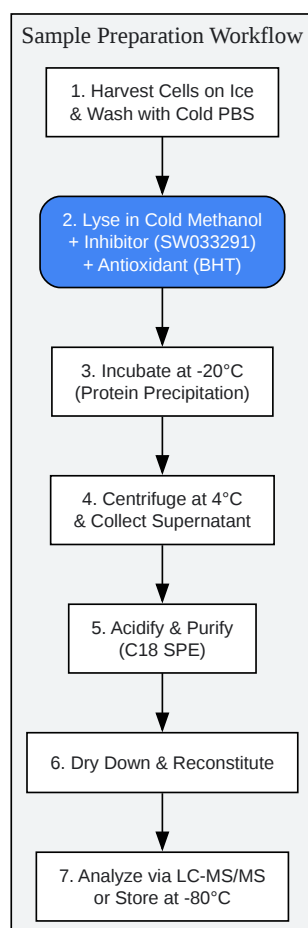 Sample Preparation Workflow
1. Harvest Cells on Ice
& Wash with Cold PBS
2. Lyse in Cold Methanol
+ Inhibitor (SW033291)
+ Antioxidant (BHT)
3. Incubate at -20°C
(Protein Precipitation)
4. Centrifuge at 4°C
& Collect Supernatant
5. Acidify & Purify
(C18 SPE)
6. Dry Down & Reconstitute
7. Analyze via LC-MS/MS
or Store at -80°C